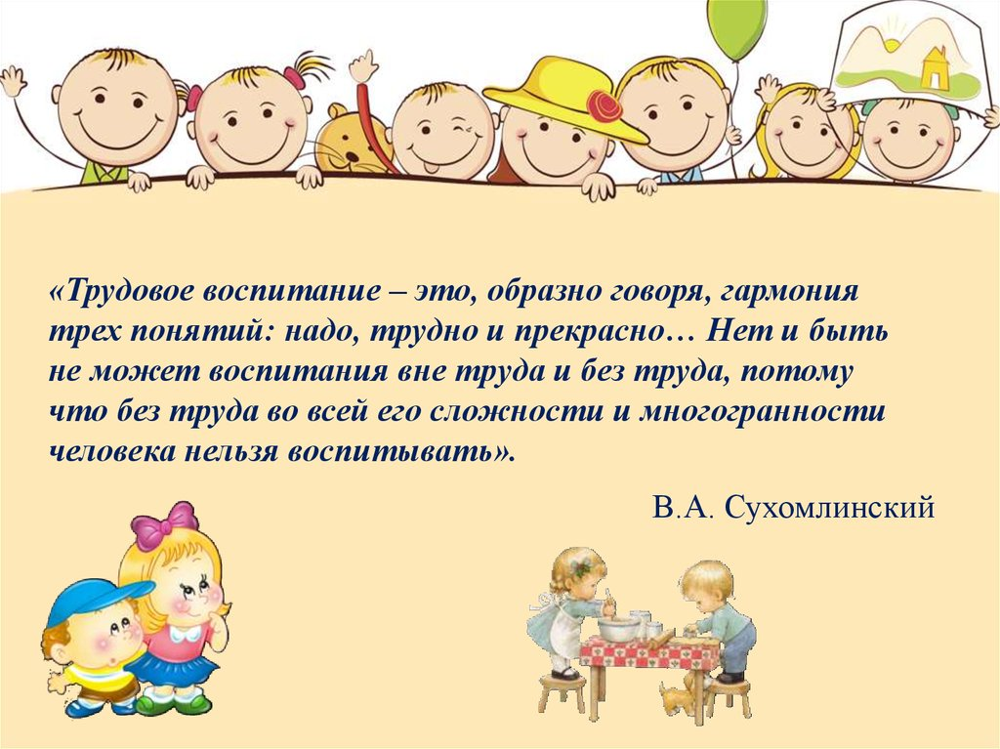 «Трудовое воспитание – это, образно говоря, гармония
трех понятий: надо, трудно и прекрасно… Нет и быть
не может воспитания вне труда и без труда, потому
что без труда во всей его сложности и многогранности
человека нельзя воспитывать».
В.А. Сухомлинский